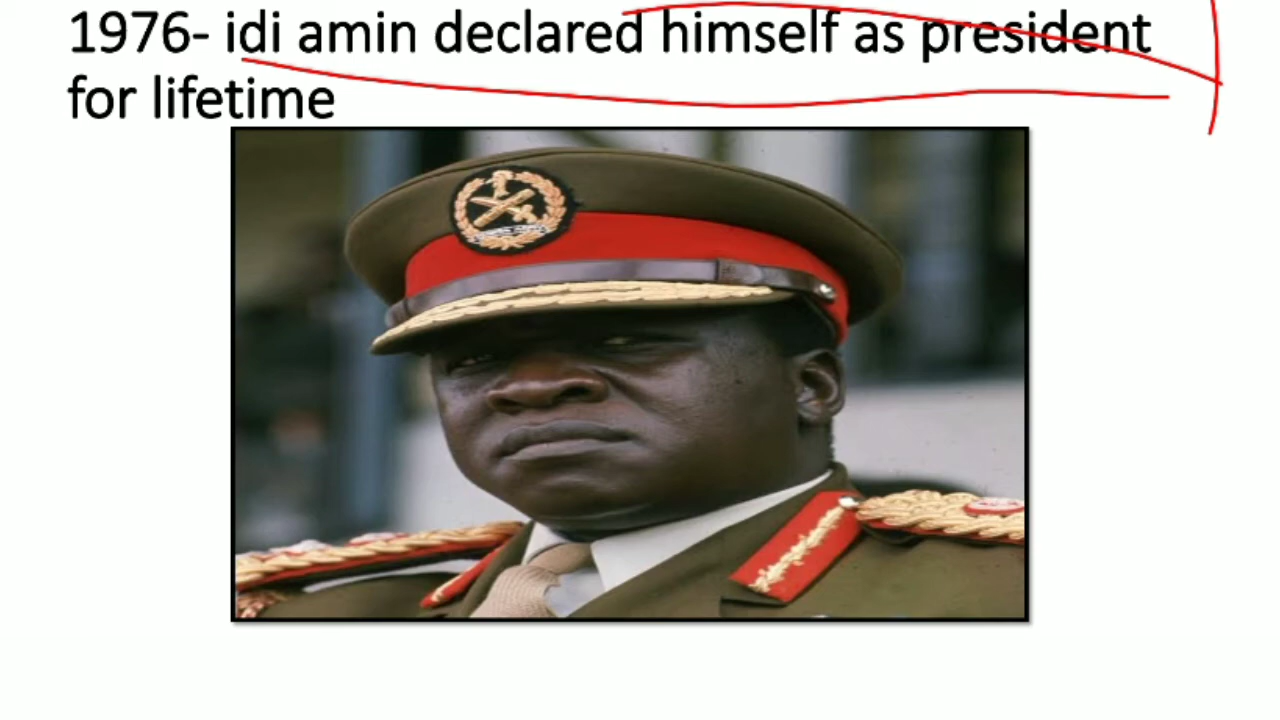 1976- idi amin declared himself as president
for lifetime